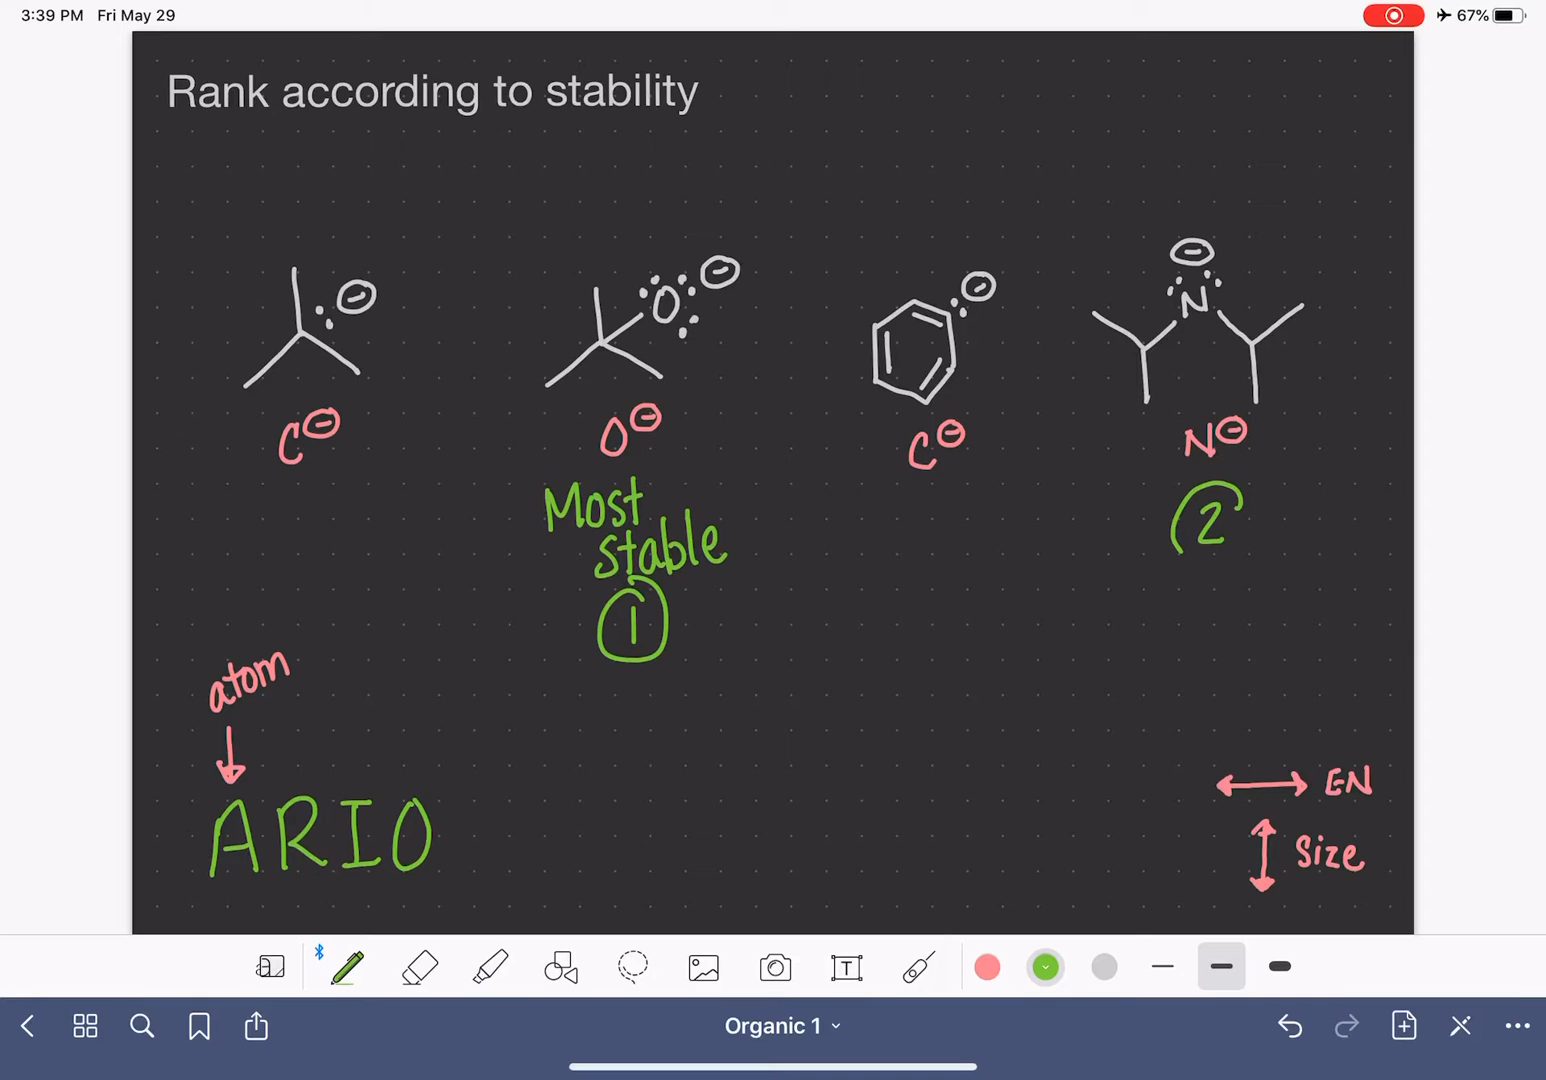 3:39 PM Fri May 29
67%
Rank according to stability
O
N
C⊖
O⊖
C⊖
N⊖
Most
stable
1
2
atom
ARIO
EN
Size
T
Organic 1